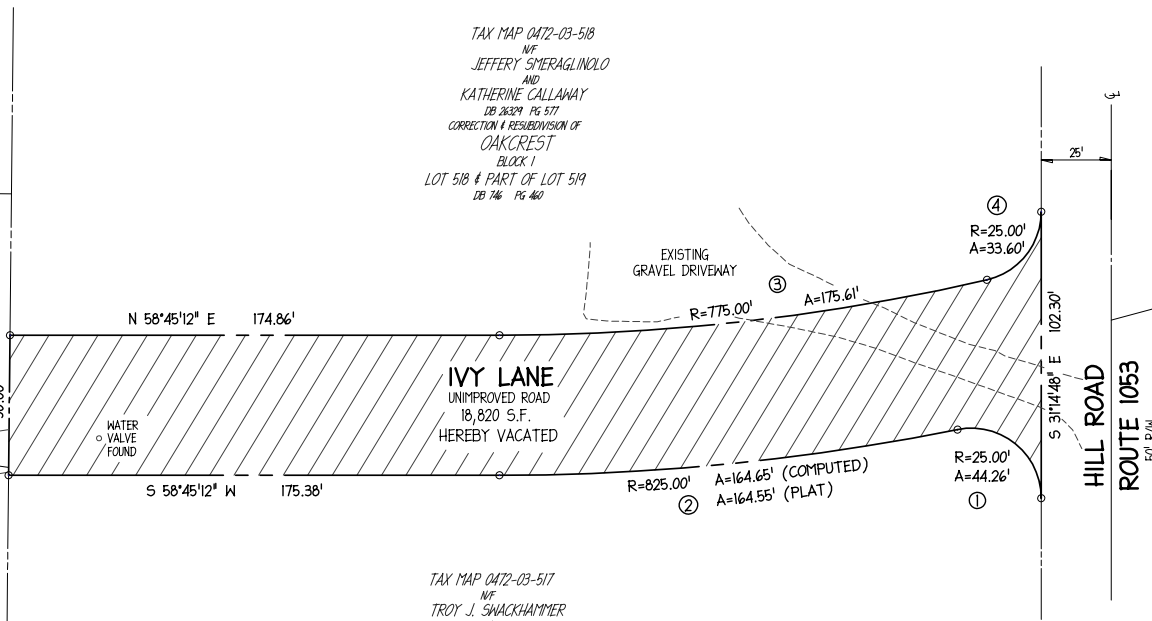 TAX MAP 0472-03-518
N/F
JEFFERY SMERAGLINOLO
AND
KATHERINE CALLAWAY
DB 26329 PG 577
CORRECTION & RESUBDIVISION OF
OAKCREST
BLOCK 1
LOT 518 & PART OF LOT 519
DB 746 PG 460
25'
④
R=25.00'
A=33.60'
EXISTING
GRAVEL DRIVEWAY
③
R=775.00' A=175.61'
N 58°45'12" E 174.86'
S 31°14'48" E 102.30'
IVY LANE
UNIMPROVED ROAD
18,820 S.F.
HEREBY VACATED
WATER
VALVE
FOUND
HILL ROAD
ROUTE 1053
50' R/W
S 58°45'12" W 175.38'
R=825.00' A=164.65' (COMPUTED)
A=164.55' (PLAT)
②
R=25.00'
A=44.26'
①
TAX MAP 0472-03-517
N/F
TROY J. SWACKHAMMER